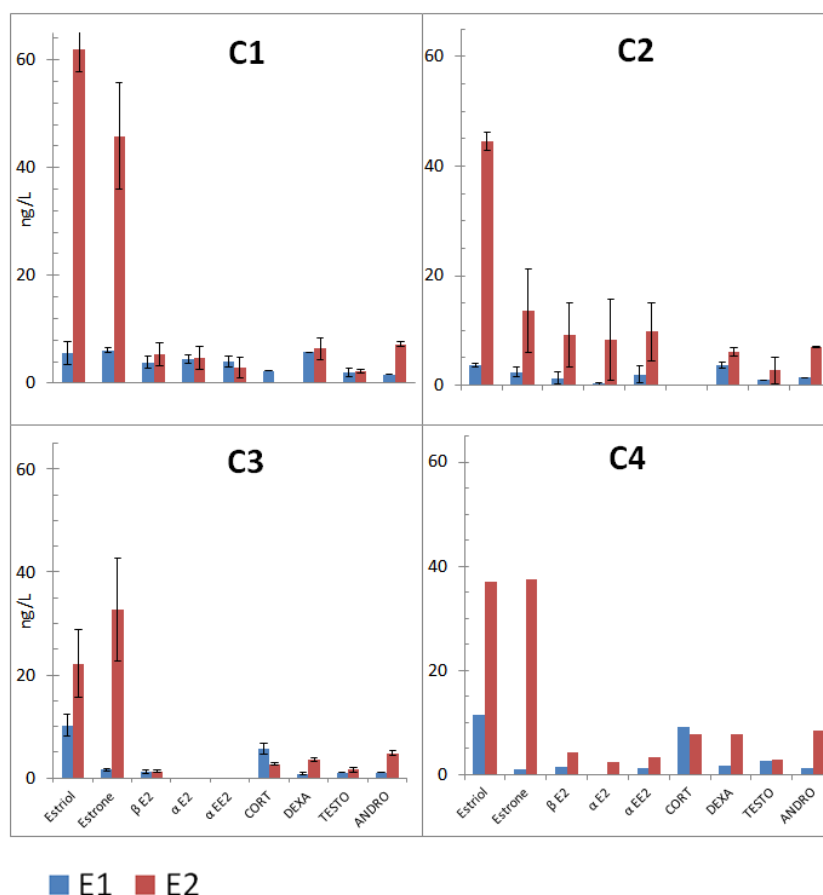 C1
60
40
20
0
ng/L
C2
60
40
20
0
C3
60
40
20
0
ng/L
Estriol
Estrone
β E2
α E2
α EE2
CORT
DEXA
TESTO
ANDRO
C4
60
40
20
0
Estriol
Estrone
β E2
α E2
α EE2
CORT
DEXA
TESTO
ANDRO
E1 E2